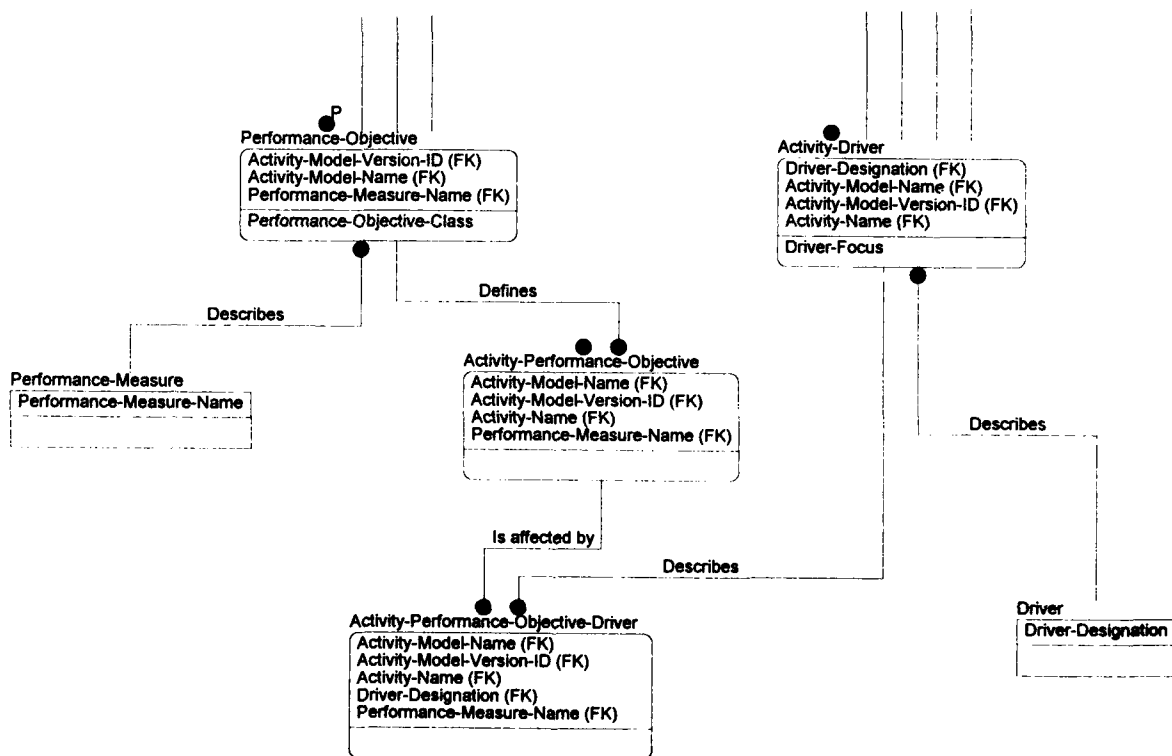 P
Performance-Objective
Activity-Model-Version-ID (FK)
Activity-Model-Name (FK)
Performance-Measure-Name (FK)
Performance-Objective-Class
Activity-Driver
Driver-Designation (FK)
Activity-Model-Name (FK)
Activity-Model-Version-ID (FK)
Activity-Name (FK)
Driver-Focus
Defines
Describes
Performance-Measure
Performance-Measure-Name
Activity-Performance-Objective
Activity-Model-Name (FK)
Activity-Model-Version-ID (FK)
Activity-Name (FK)
Performance-Measure-Name (FK)
Describes
Is affected by
Describes
Activity-Performance-Objective-Driver
Activity-Model-Name (FK)
Activity-Model-Version-ID (FK)
Activity-Name (FK)
Driver-Designation (FK)
Performance-Measure-Name (FK)
Driver
Driver-Designation